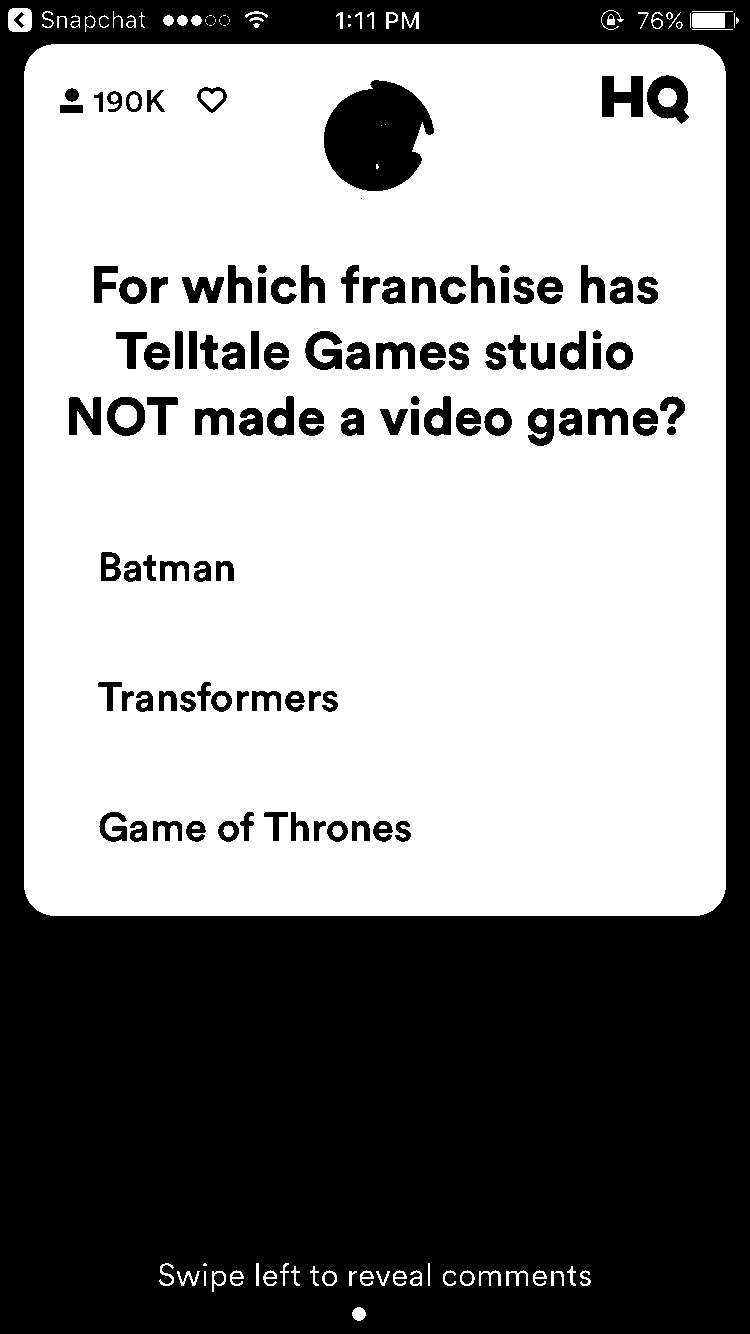 Snapchat 1:11 PM 76%
190K HQ
For which franchise has
Telltale Games studio
NOT made a video game?
Batman
Transformers
Game of Thrones
Swipe left to reveal comments